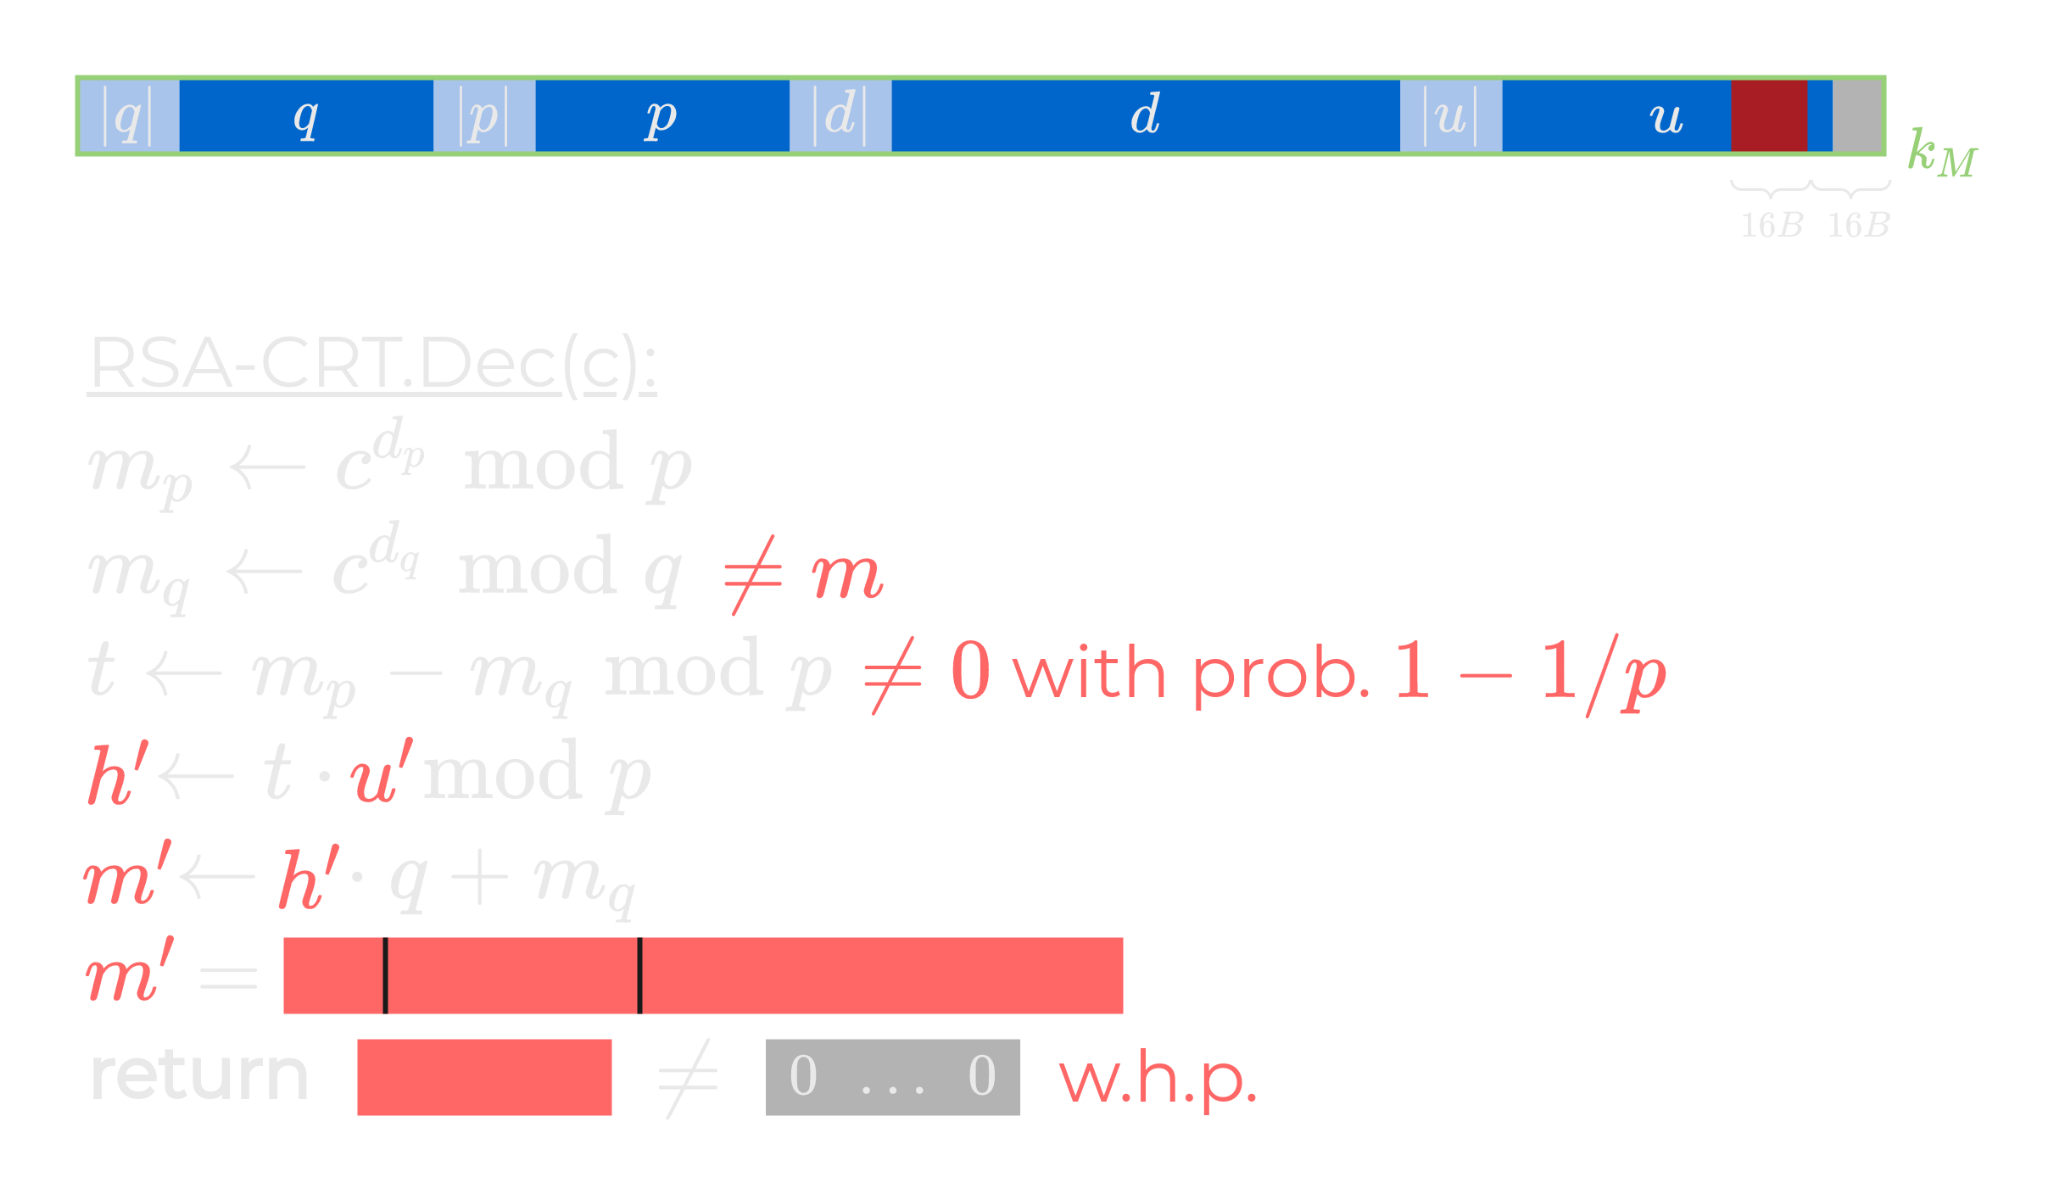 |q| q |p| p |d| d |u| u
k_M
16B 16B
RSA-CRT.Dec(c):
m_p ← c^{d_p} mod p
m_q ← c^{d_q} mod q ≠ m
t ← m_p − m_q mod p ≠ 0 with prob. 1 − 1/p
h′ ← t · u′ mod p
m′ ← h′ · q + m_q
m′ =
return ≠ 0 … 0 w.h.p.